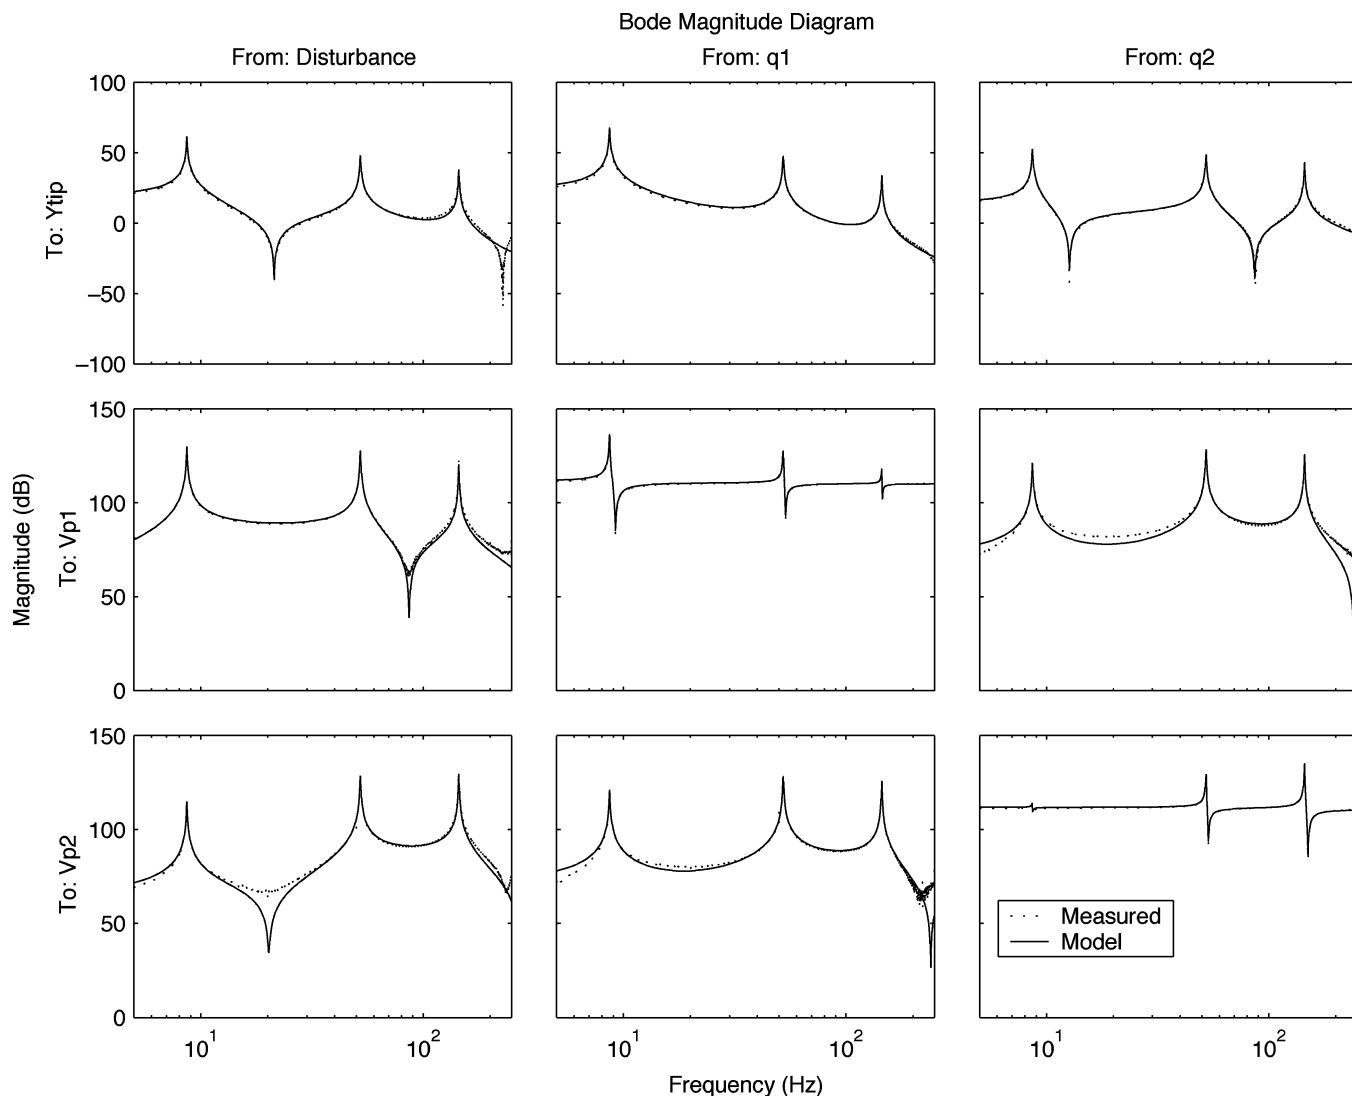 Bode Magnitude Diagram
From: Disturbance
From: q1
From: q2
100
50
0
−50
−100
To: Ytip
150
100
50
0
To: Vp1
Magnitude (dB)
150
100
50
0
To: Vp2
Measured
Model
10^1
10^2
10^1
10^2
10^1
10^2
Frequency (Hz)